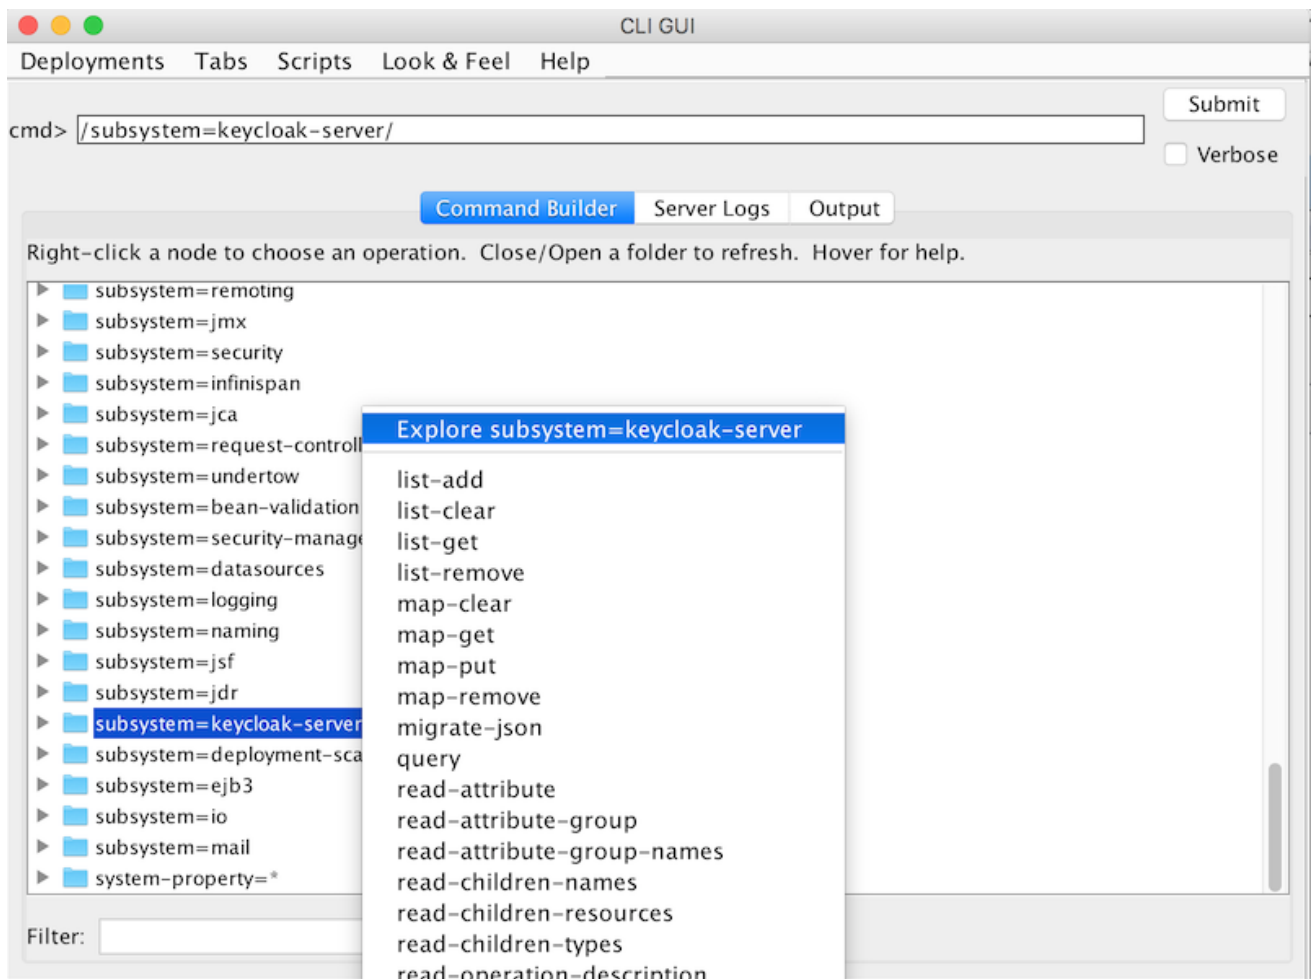 CLI GUI
Deployments Tabs Scripts Look & Feel Help
Submit
cmd> /subsystem=keycloak-server/
Verbose
Command Builder Server Logs Output
Right-click a node to choose an operation. Close/Open a folder to refresh. Hover for help.
subsystem=remoting
subsystem=jmx
subsystem=security
subsystem=infinispan
subsystem=jca
subsystem=request-controll
subsystem=undertow
subsystem=bean-validation
subsystem=security-manage
subsystem=datasources
subsystem=logging
subsystem=naming
subsystem=jsf
subsystem=jdr
subsystem=keycloak-server
subsystem=deployment-sca
subsystem=ejb3
subsystem=io
subsystem=mail
system-property=*
Explore subsystem=keycloak-server
list-add
list-clear
list-get
list-remove
map-clear
map-get
map-put
map-remove
migrate-json
query
read-attribute
read-attribute-group
read-attribute-group-names
read-children-names
read-children-resources
read-children-types
read-operation-description
Filter: